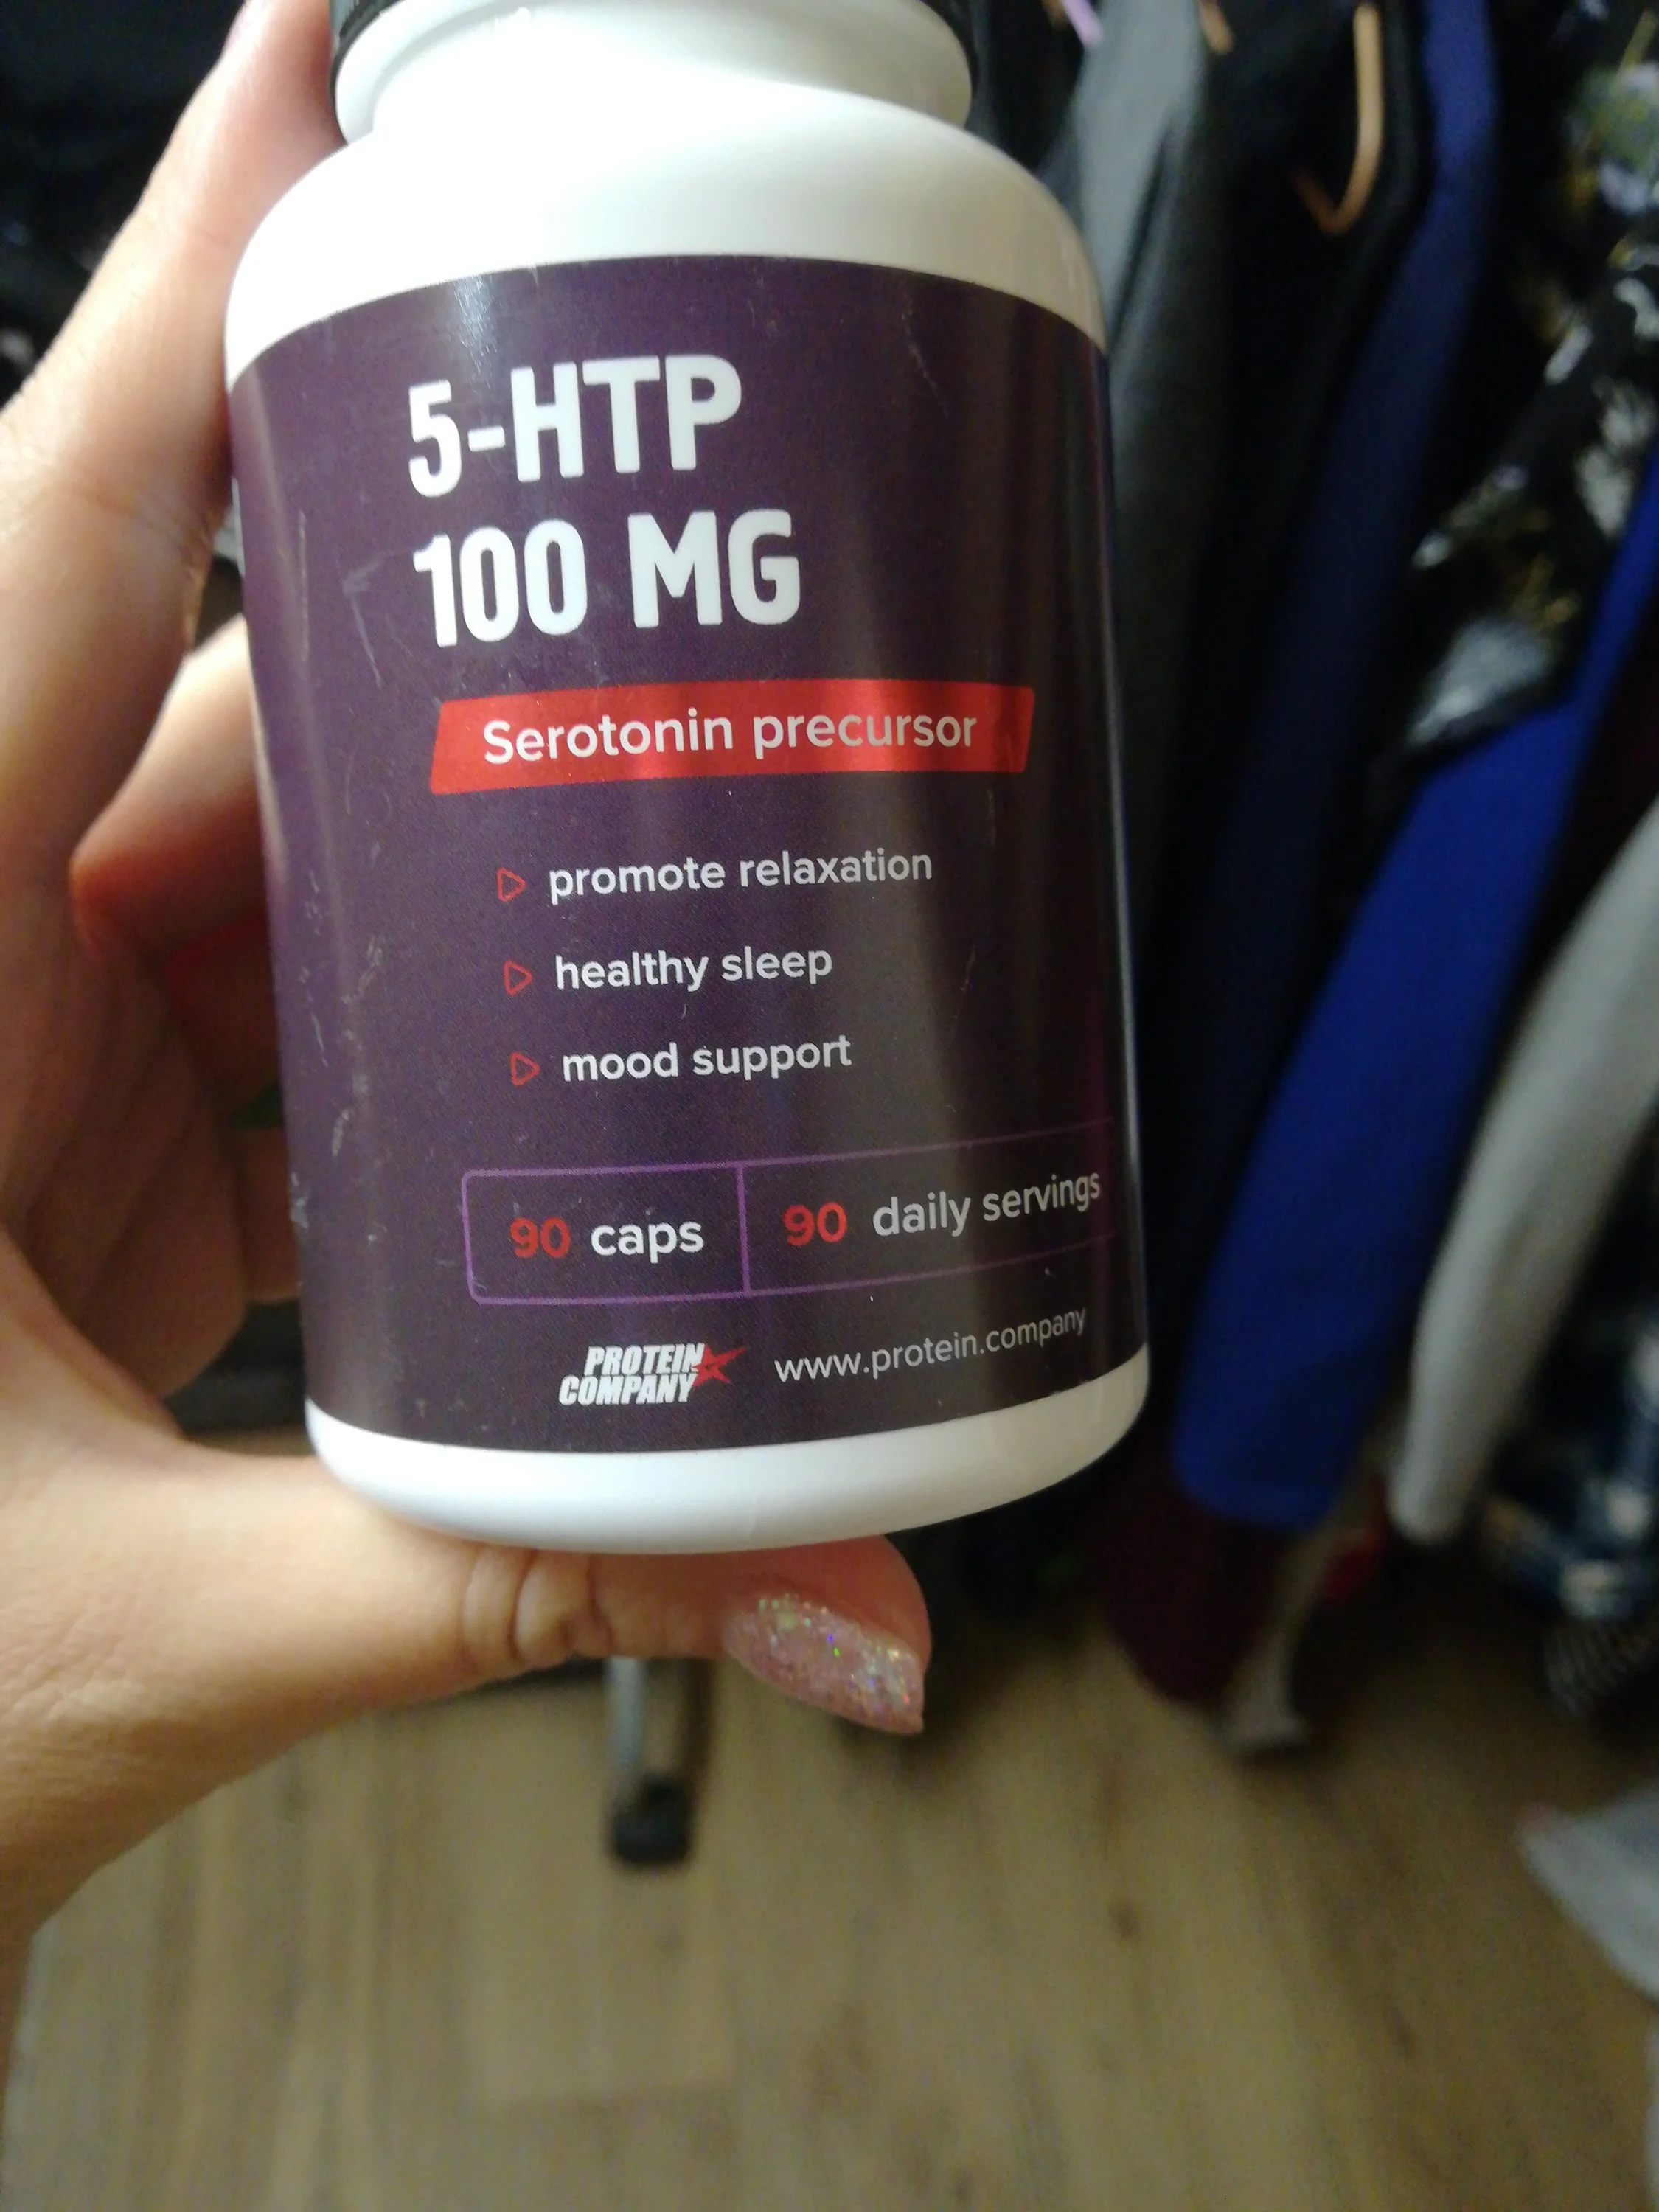 5-HTP
100 MG
Serotonin precursor
promote relaxation
healthy sleep
mood support
90 caps
90 daily servings
PROTEIN
COMPANY
www.protein.company